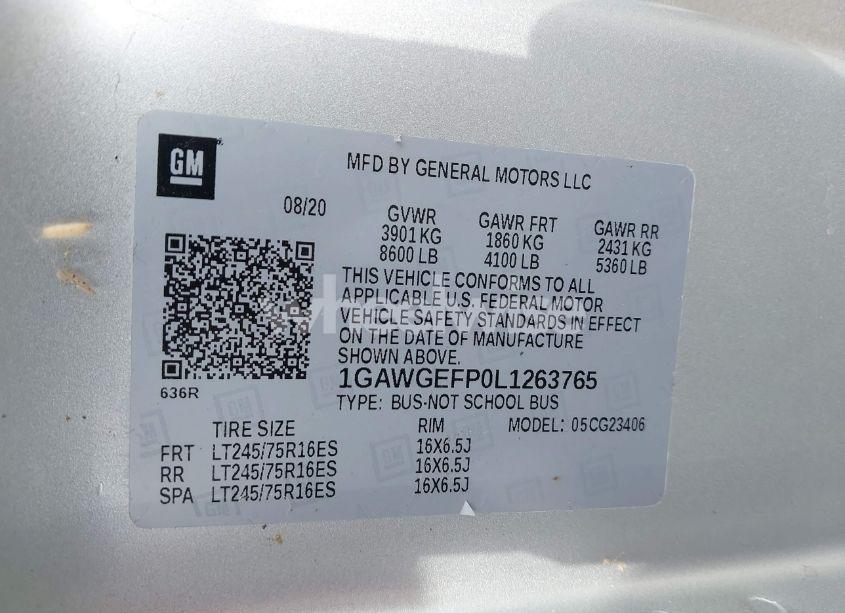 GM
MFD BY GENERAL MOTORS LLC
08/20
GVWR GAWR FRT GAWR RR
3901 KG 1860 KG 2431 KG
8600 LB 4100 LB 5360 LB
THIS VEHICLE CONFORMS TO ALL
APPLICABLE U.S. FEDERAL MOTOR
VEHICLE SAFETY STANDARDS IN EFFECT
ON THE DATE OF MANUFACTURE
SHOWN ABOVE.
636R
1GAWGEFP0L1263765
TYPE: BUS-NOT SCHOOL BUS
TIRE SIZE RIM MODEL: 05CG23406
FRT LT245/75R16ES 16X6.5J
RR LT245/75R16ES 16X6.5J
SPA LT245/75R16ES 16X6.5J